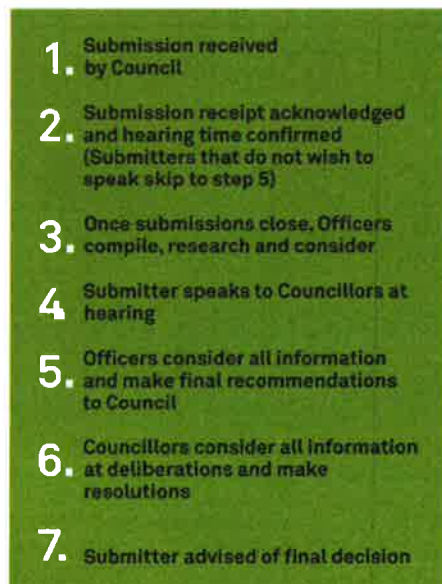 1. Submission received
by Council
2. Submission receipt acknowledged
and hearing time confirmed
(Submitters that do not wish to
speak skip to step 5)
3. Once submissions close, Officers
compile, research and consider
4. Submitter speaks to Councillors at
hearing
5. Officers consider all information
and make final recommendations
to Council
6. Councillors consider all information
at deliberations and make
resolutions
7. Submitter advised of final decision